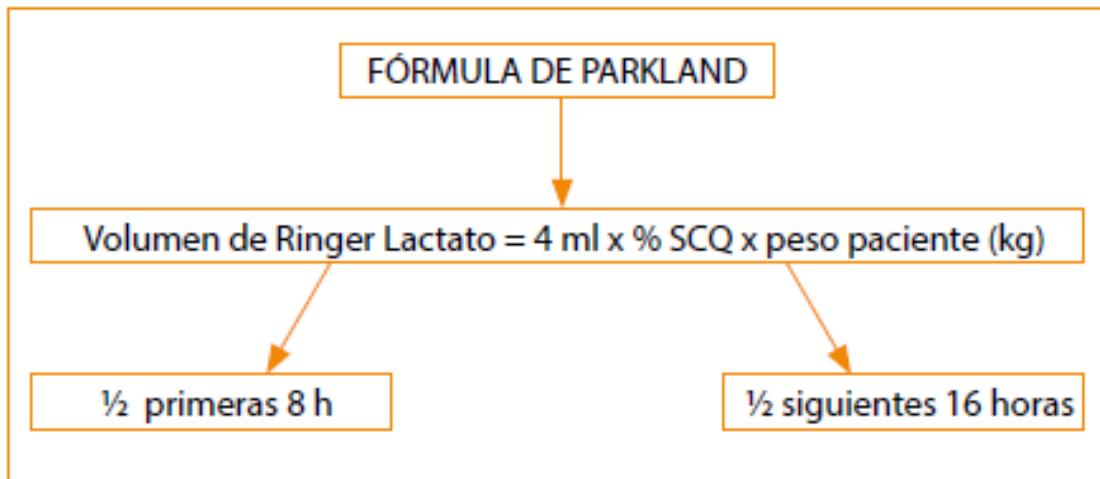 FÓRMULA DE PARKLAND
Volumen de Ringer Lactato = 4 ml x % SCQ x peso paciente (kg)
½ primeras 8 h
½ siguientes 16 horas